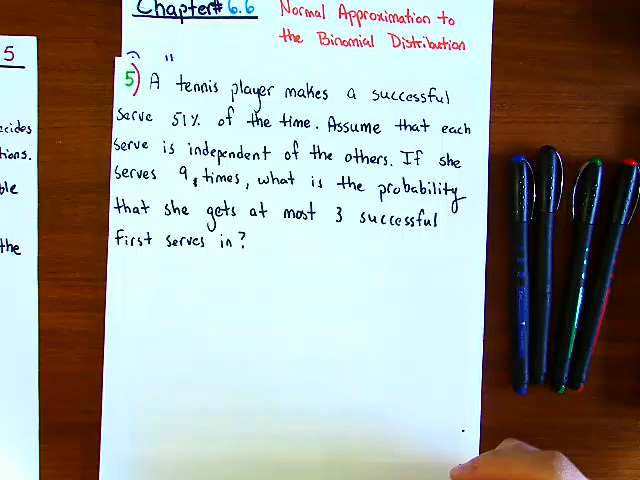 Chapter# 6.6
Normal Approximation to
the Binomial Distribution
5
5) A tennis player makes a successful
serve 51% of the time. Assume that each
serve is independent of the others. If she
serves 9 times, what is the probability
that she gets at most 3 successful
first serves in?
tions.
the